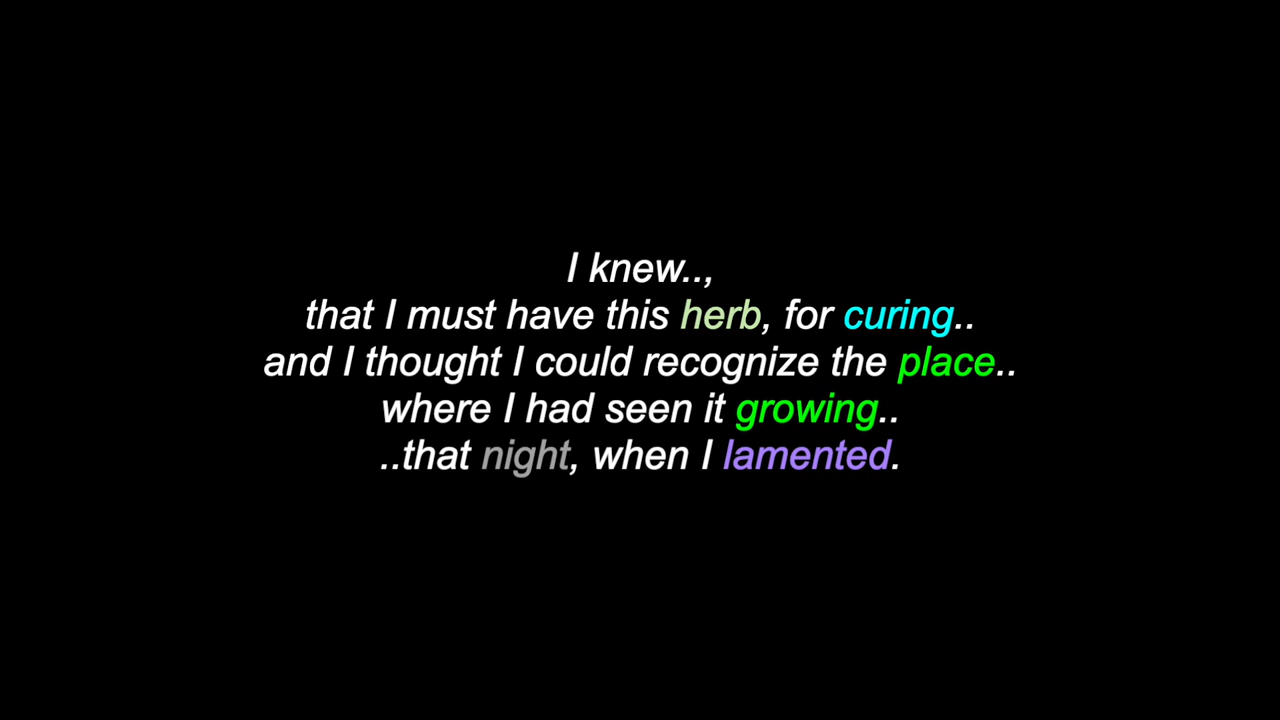 I knew..,
that I must have this herb, for curing..
and I thought I could recognize the place..
where I had seen it growing..
..that night, when I lamented.